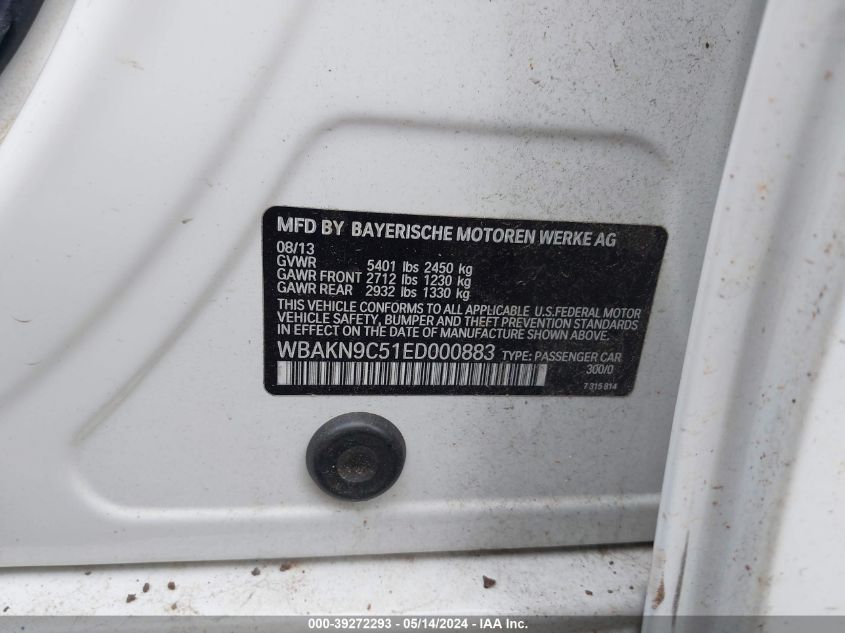 MFD BY BAYERISCHE MOTOREN WERKE AG
08/13
GVWR 5401 lbs 2450 kg
GAWR FRONT 2712 lbs 1230 kg
GAWR REAR 2932 lbs 1330 kg
THIS VEHICLE CONFORMS TO ALL APPLICABLE U.S.FEDERAL MOTOR
VEHICLE SAFETY, BUMPER AND THEFT PREVENTION STANDARDS
IN EFFECT ON THE DATE OF MANUFACTURE SHOWN ABOVE.
WBAKN9C51ED000883 TYPE: PASSENGER CAR
300/0
7 315 814
000-39272293 - 05/14/2024 - IAA Inc.